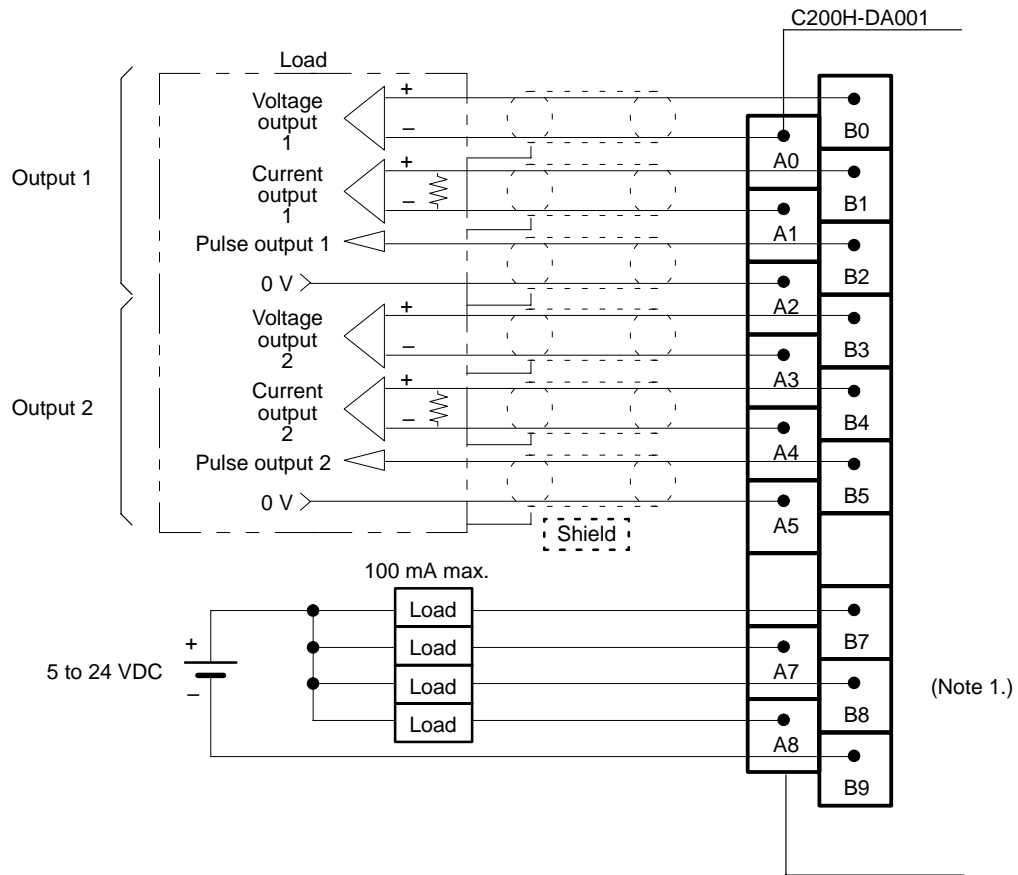 C200H-DA001
Load
Output 1
Voltage
output
1
+
–
Current
output
1
+
–
Pulse output 1
0 V
Output 2
Voltage
output
2
+
–
Current
output
2
+
–
Pulse output 2
0 V
Shield
B0
A0
B1
A1
B2
A2
B3
A3
B4
A4
B5
A5
100 mA max.
Load
Load
Load
Load
5 to 24 VDC
+
–
B7
A7
B8
A8
B9
(Note 1.)